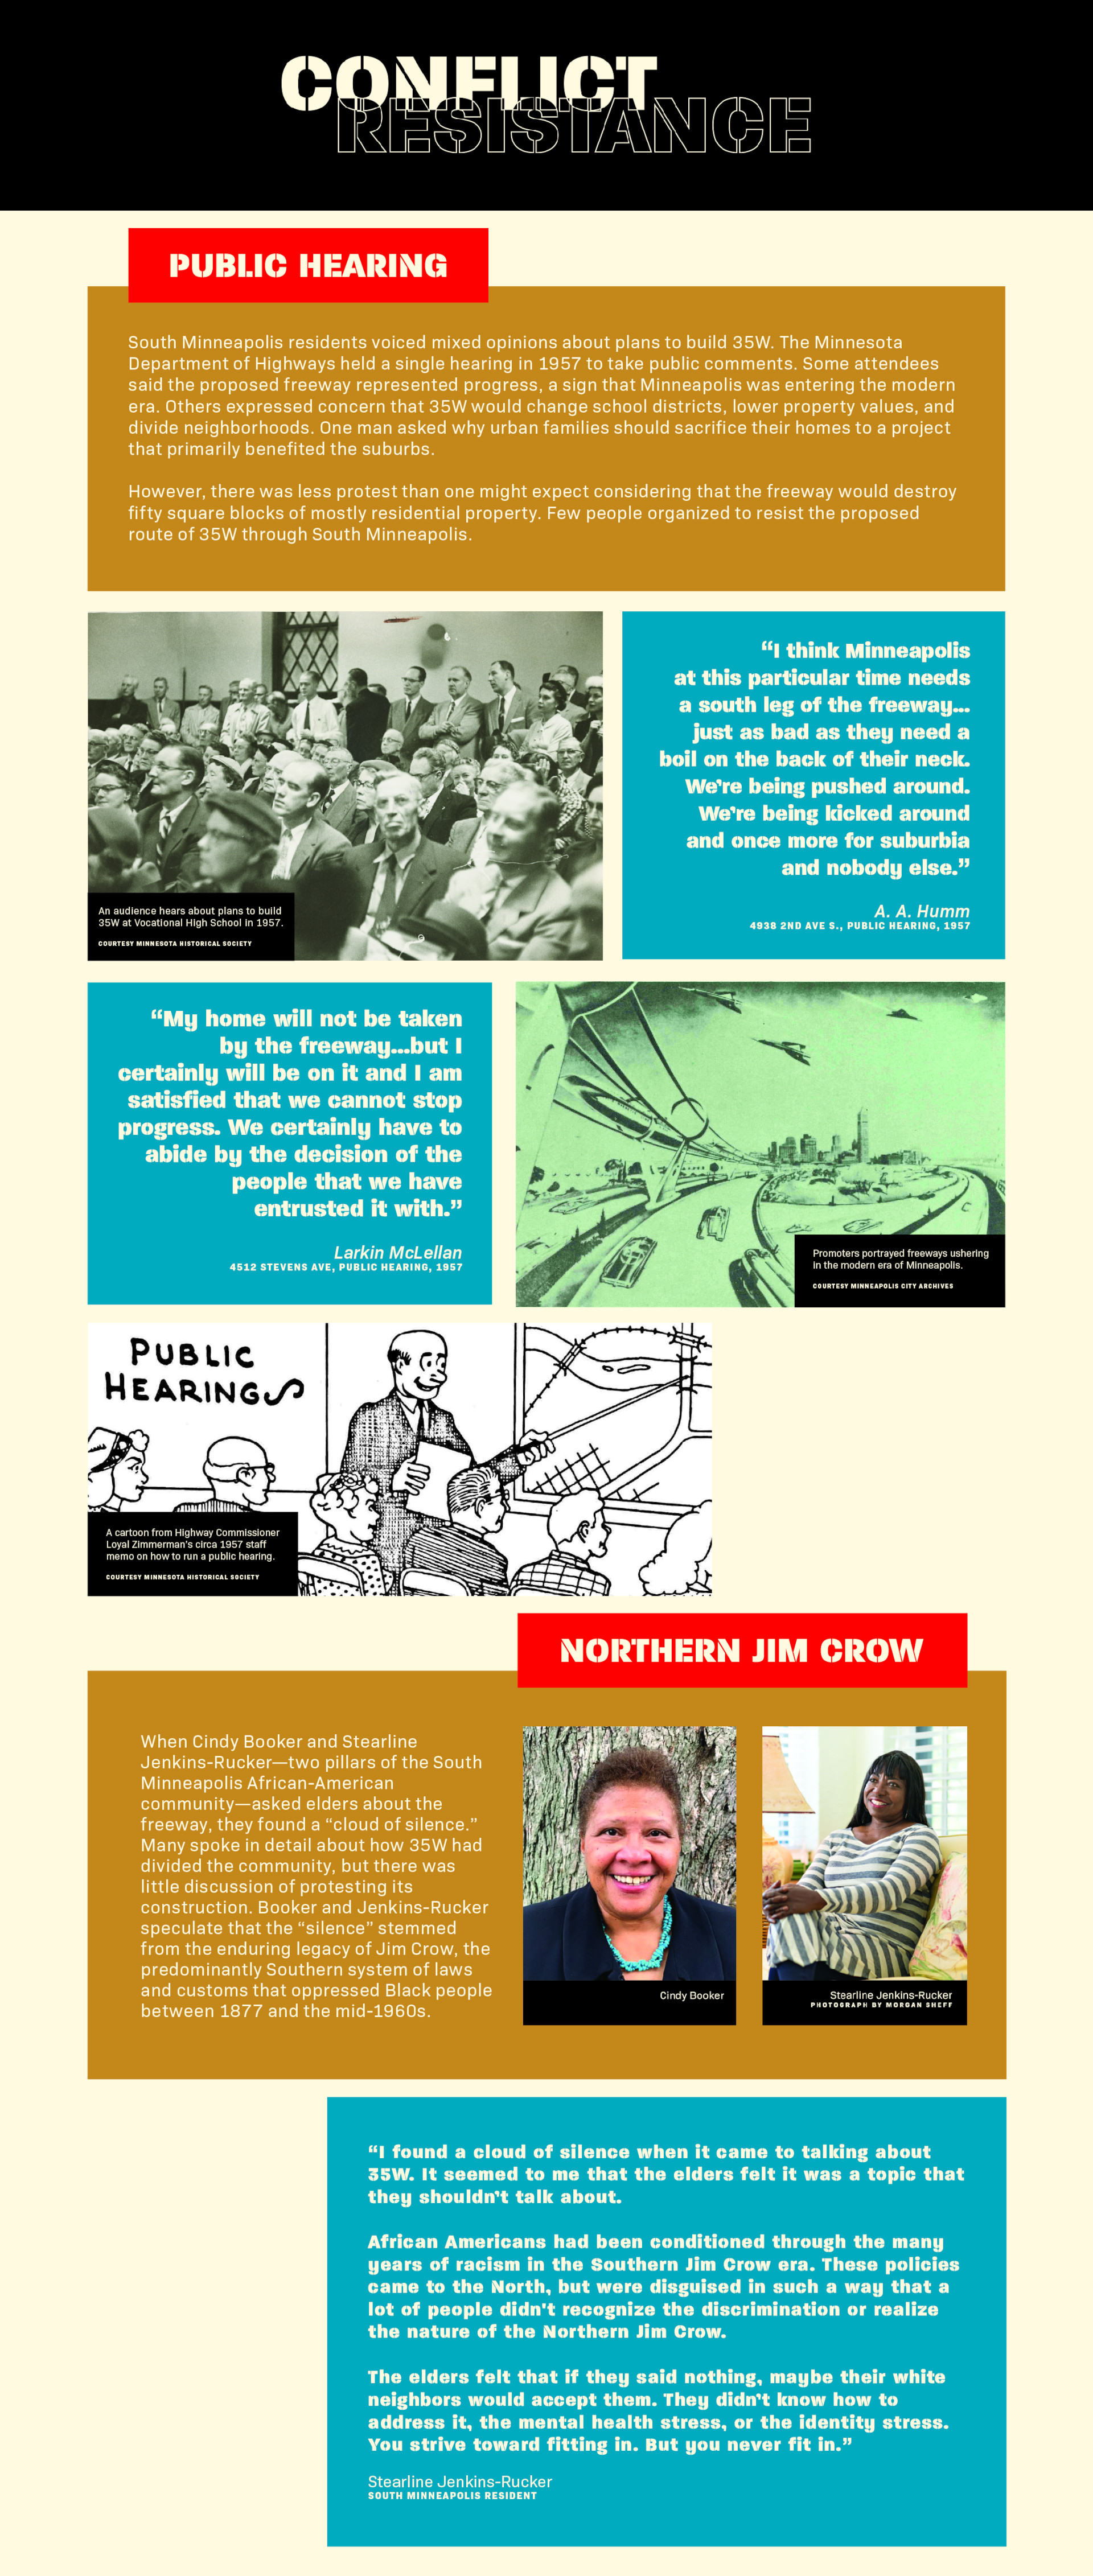 CONFLICT
RESISTANCE
PUBLIC HEARING
South Minneapolis residents voiced mixed opinions about plans to build 35W. The Minnesota
Department of Highways held a single hearing in 1957 to take public comments. Some attendees
said the proposed freeway represented progress, a sign that Minneapolis was entering the modern
era. Others expressed concern that 35W would change school districts, lower property values, and
divide neighborhoods. One man asked why urban families should sacrifice their homes to a project
that primarily benefited the suburbs.
However, there was less protest than one might expect considering that the freeway would destroy
fifty square blocks of mostly residential property. Few people organized to resist the proposed
route of 35W through South Minneapolis.
An audience hears about plans to build
35W at Vocational High School in 1957.
COURTESY MINNESOTA HISTORICAL SOCIETY
“I think Minneapolis
at this particular time needs
a south leg of the freeway...
just as bad as they need a
boil on the back of their neck.
We’re being pushed around.
We’re being kicked around
and once more for suburbia
and nobody else.”
A. A. Humm
4938 2ND AVE S., PUBLIC HEARING, 1957
“My home will not be taken
by the freeway...but I
certainly will be on it and I am
satisfied that we cannot stop
progress. We certainly have to
abide by the decision of the
people that we have
entrusted it with.”
Larkin McLellan
4512 STEVENS AVE, PUBLIC HEARING, 1957
Promoters portrayed freeways ushering
in the modern era of Minneapolis.
COURTESY MINNEAPOLIS CITY ARCHIVES
PUBLIC
HEARINGS
A cartoon from Highway Commissioner
Loyal Zimmerman’s circa 1957 staff
memo on how to run a public hearing.
COURTESY MINNESOTA HISTORICAL SOCIETY
NORTHERN JIM CROW
When Cindy Booker and Stearline
Jenkins-Rucker—two pillars of the South
Minneapolis African-American
community—asked elders about the
freeway, they found a “cloud of silence.”
Many spoke in detail about how 35W had
divided the community, but there was
little discussion of protesting its
construction. Booker and Jenkins-Rucker
speculate that the “silence” stemmed
from the enduring legacy of Jim Crow, the
predominantly Southern system of laws
and customs that oppressed Black people
between 1877 and the mid-1960s.
Cindy Booker
Stearline Jenkins-Rucker
PHOTOGRAPH BY MORGAN SHEFF
“I found a cloud of silence when it came to talking about
35W. It seemed to me that the elders felt it was a topic that
they shouldn’t talk about.
African Americans had been conditioned through the many
years of racism in the Southern Jim Crow era. These policies
came to the North, but were disguised in such a way that a
lot of people didn't recognize the discrimination or realize
the nature of the Northern Jim Crow.
The elders felt that if they said nothing, maybe their white
neighbors would accept them. They didn’t know how to
address it, the mental health stress, or the identity stress.
You strive toward fitting in. But you never fit in.”
Stearline Jenkins-Rucker
SOUTH MINNEAPOLIS RESIDENT